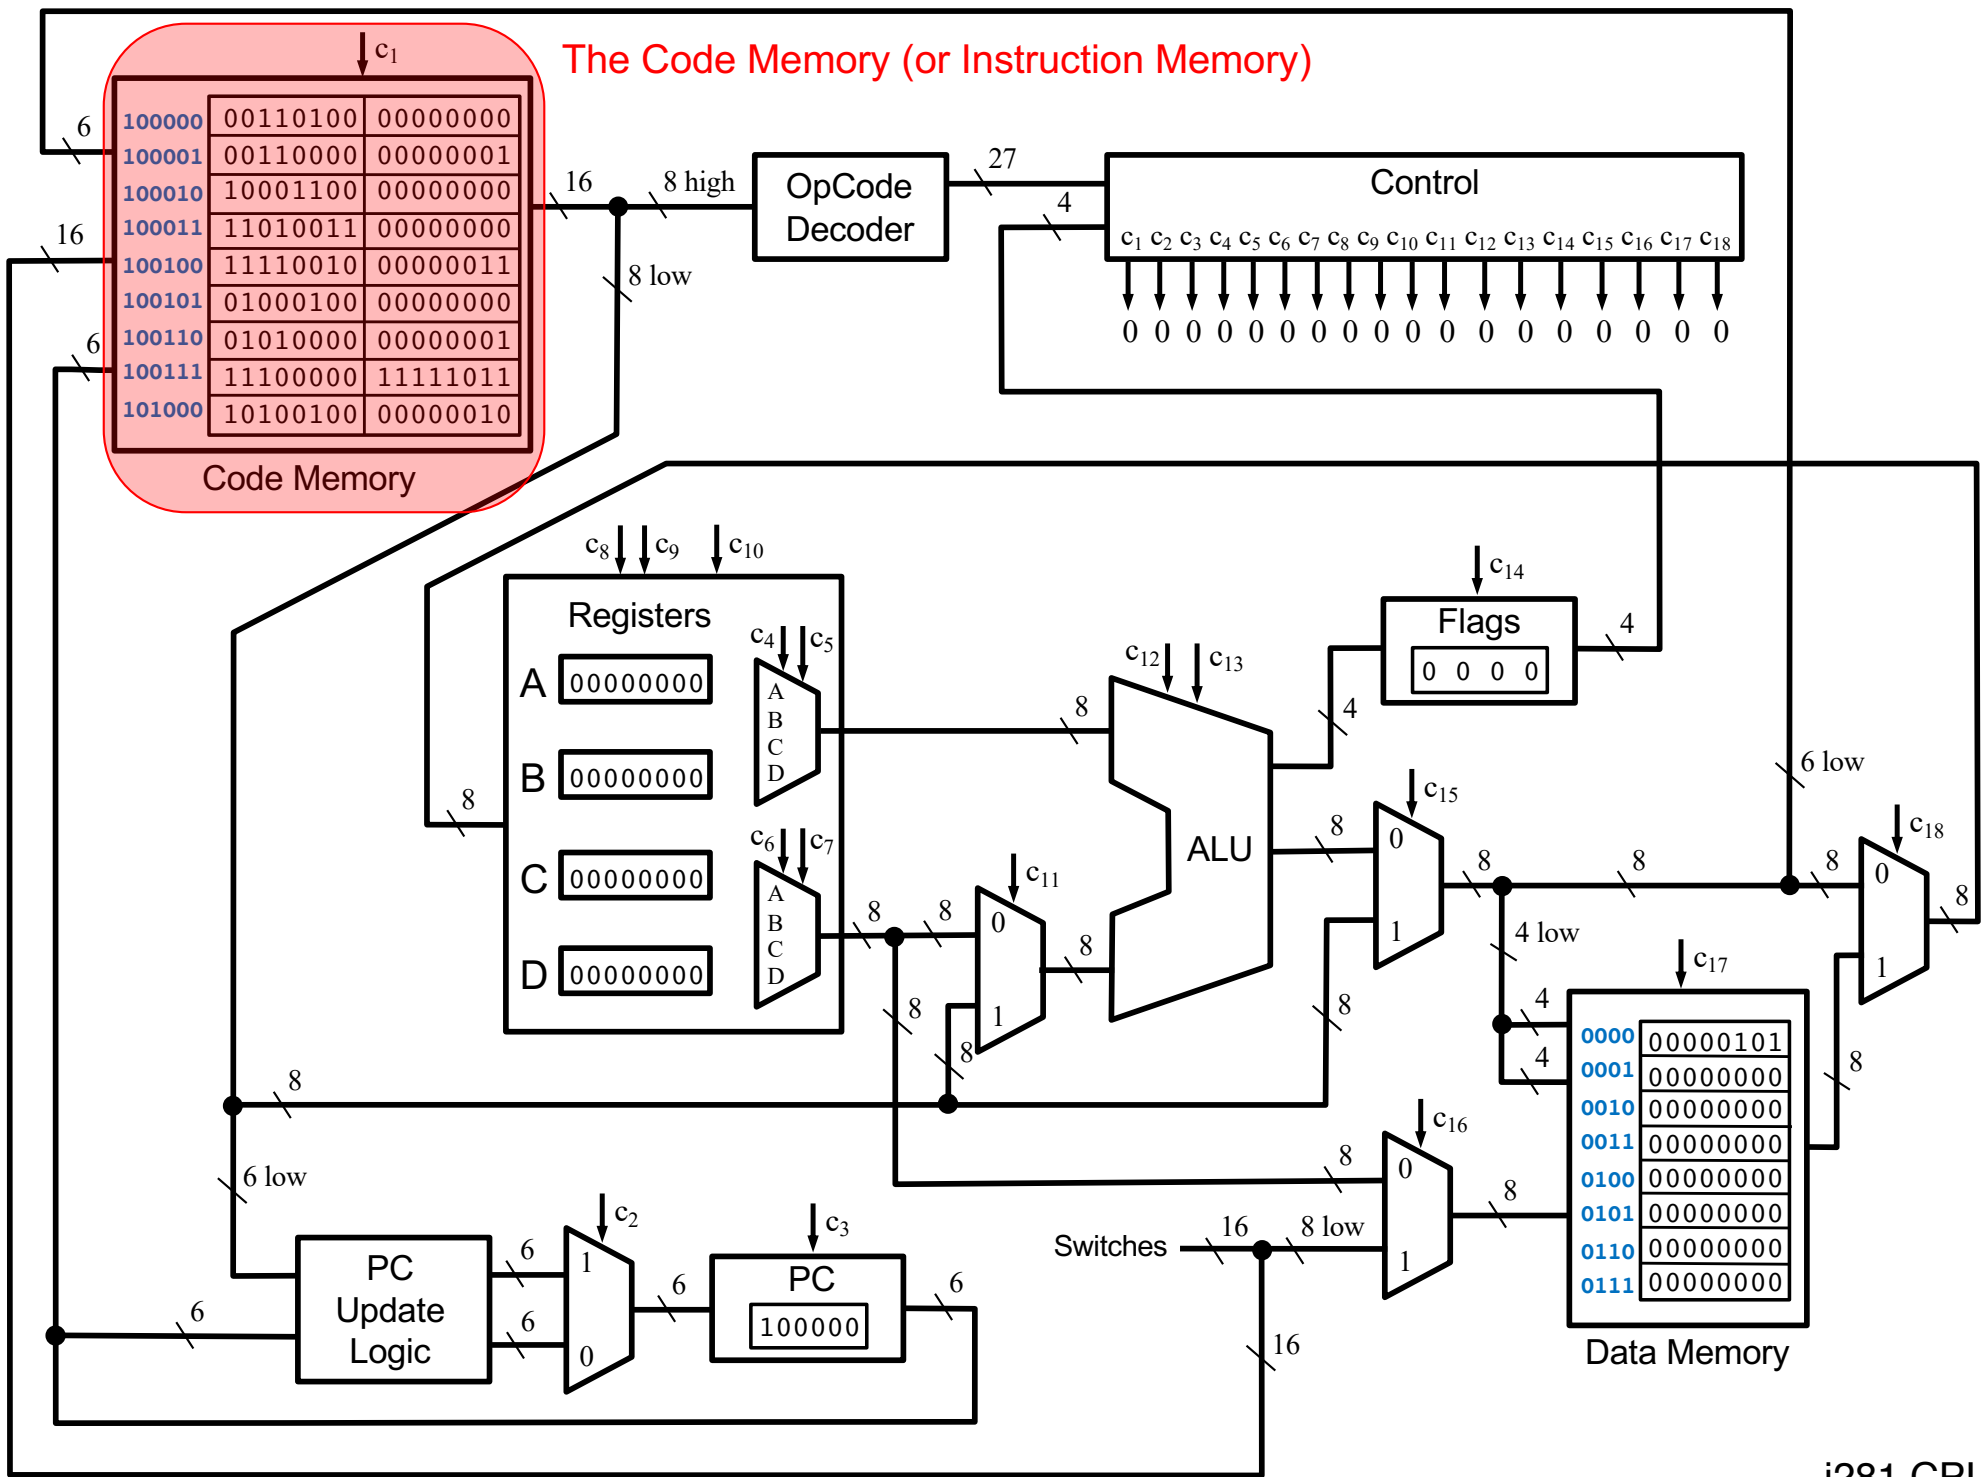 The Code Memory (or Instruction Memory)
c1
100000 00110100 00000000
100001 00110000 00000001
100010 10001100 00000000
100011 11010011 00000000
100100 11110010 00000011
100101 01000100 00000000
100110 01010000 00000001
100111 11100000 11111011
101000 10100100 00000010
Code Memory
6
16
6
16
8 high
8 low
OpCode
Decoder
27
4
Control
c1 c2 c3 c4 c5 c6 c7 c8 c9 c10 c11 c12 c13 c14 c15 c16 c17 c18
0 0 0 0 0 0 0 0 0 0 0 0 0 0 0 0 0 0
c8 c9 c10
Registers
A 00000000
B 00000000
C 00000000
D 00000000
c4 c5
A
B
C
D
c6 c7
A
B
C
D
8
8
8
8
8
8
c11
0
1
8
8
c12 c13
ALU
4
8
c14
Flags
0 0 0 0
4
c15
0
1
8
8
8
6 low
8
4 low
4
4
c18
0
1
8
c17
0000 00000101
0001 00000000
0010 00000000
0011 00000000
0100 00000000
0101 00000000
0110 00000000
0111 00000000
Data Memory
8
8
6 low
PC
Update
Logic
6
6
6
c2
1
0
6
c3
PC
100000
6
Switches
16
8 low
16
8
c16
0
1
8